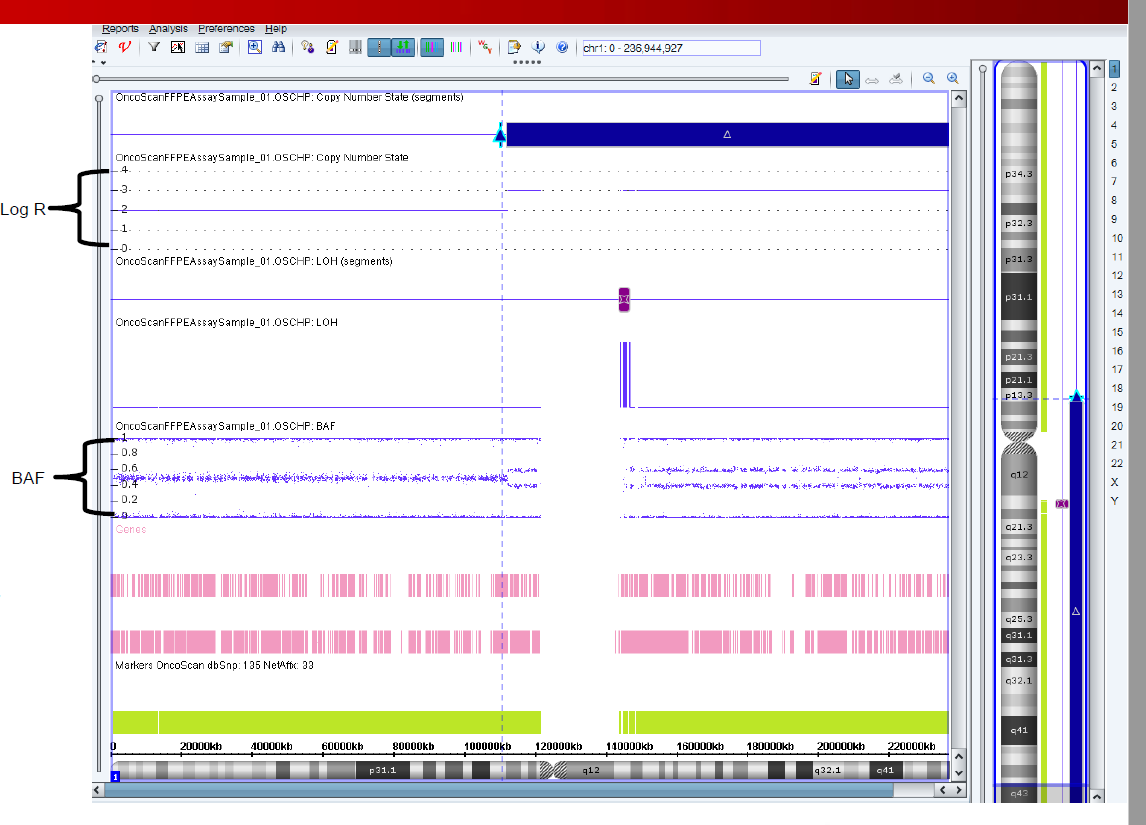 Reports Analysis Preferences Help
chr1: 0 - 236,944,927
OncoScanFFPEAssaySample_01.OSCHP: Copy Number State (segments)
OncoScanFFPEAssaySample_01.OSCHP: Copy Number State
Log R
4
3
2
1
0
OncoScanFFPEAssaySample_01.OSCHP: LOH (segments)
OncoScanFFPEAssaySample_01.OSCHP: LOH
OncoScanFFPEAssaySample_01.OSCHP: BAF
BAF
1
0.8
0.6
0.4
0.2
0
Genes
Markers OncoScan dbSnp: 135 NetAffx: 33
0 20000kb 40000kb 60000kb 80000kb 100000kb 120000kb 140000kb 160000kb 180000kb 200000kb 220000kb
1 p31.1 q12 q32.1 q41
p34.3
p32.3
p31.3
p31.1
p21.3
p21.1
p13.3
q12
q21.3
q23.3
q25.3
q31.1
q31.3
q32.1
q41
q43
1
2
3
4
5
6
7
8
9
10
11
12
13
14
15
16
17
18
19
20
21
22
X
Y